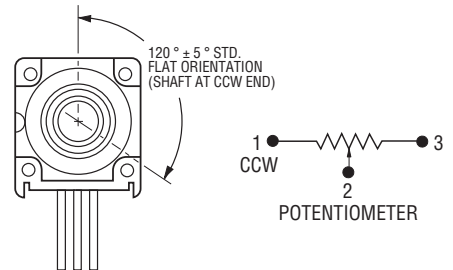 120 ° ± 5 ° STD.
FLAT ORIENTATION
(SHAFT AT CCW END)
1
3
CCW
2
POTENTIOMETER